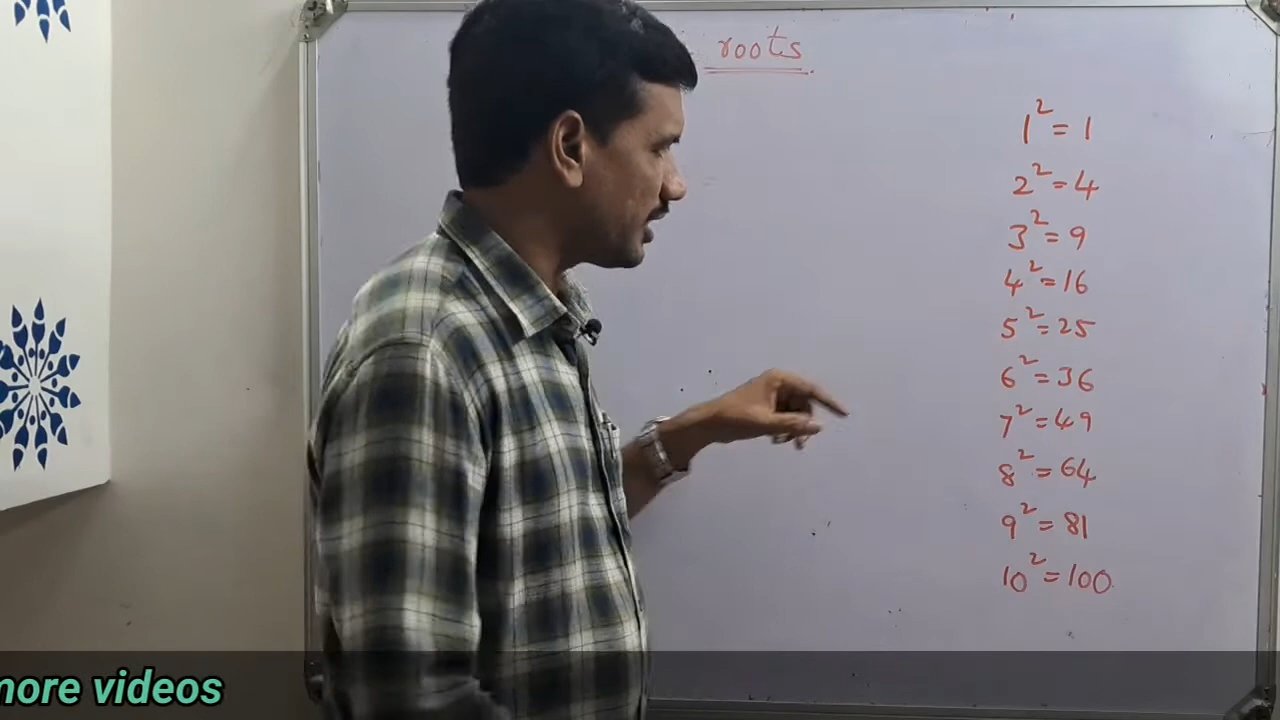 roots
1² = 1
2² = 4
3² = 9
4² = 16
5² = 25
6² = 36
7² = 49
8² = 64
9² = 81
10² = 100
more videos